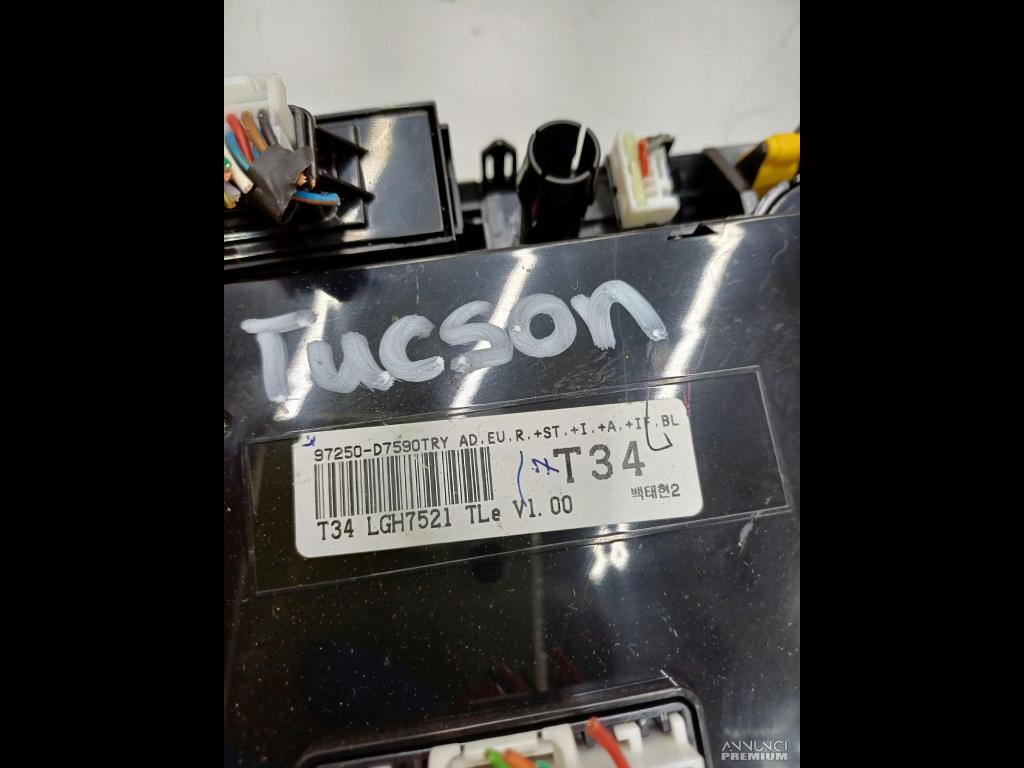 Tucson
97250-D7590TRY AD.EU.R.+ST.+I.+A.+IF.BL
T34
T34 LGH7521 TLe V1.00
백태현2
ANNUNCI
PREMIUM